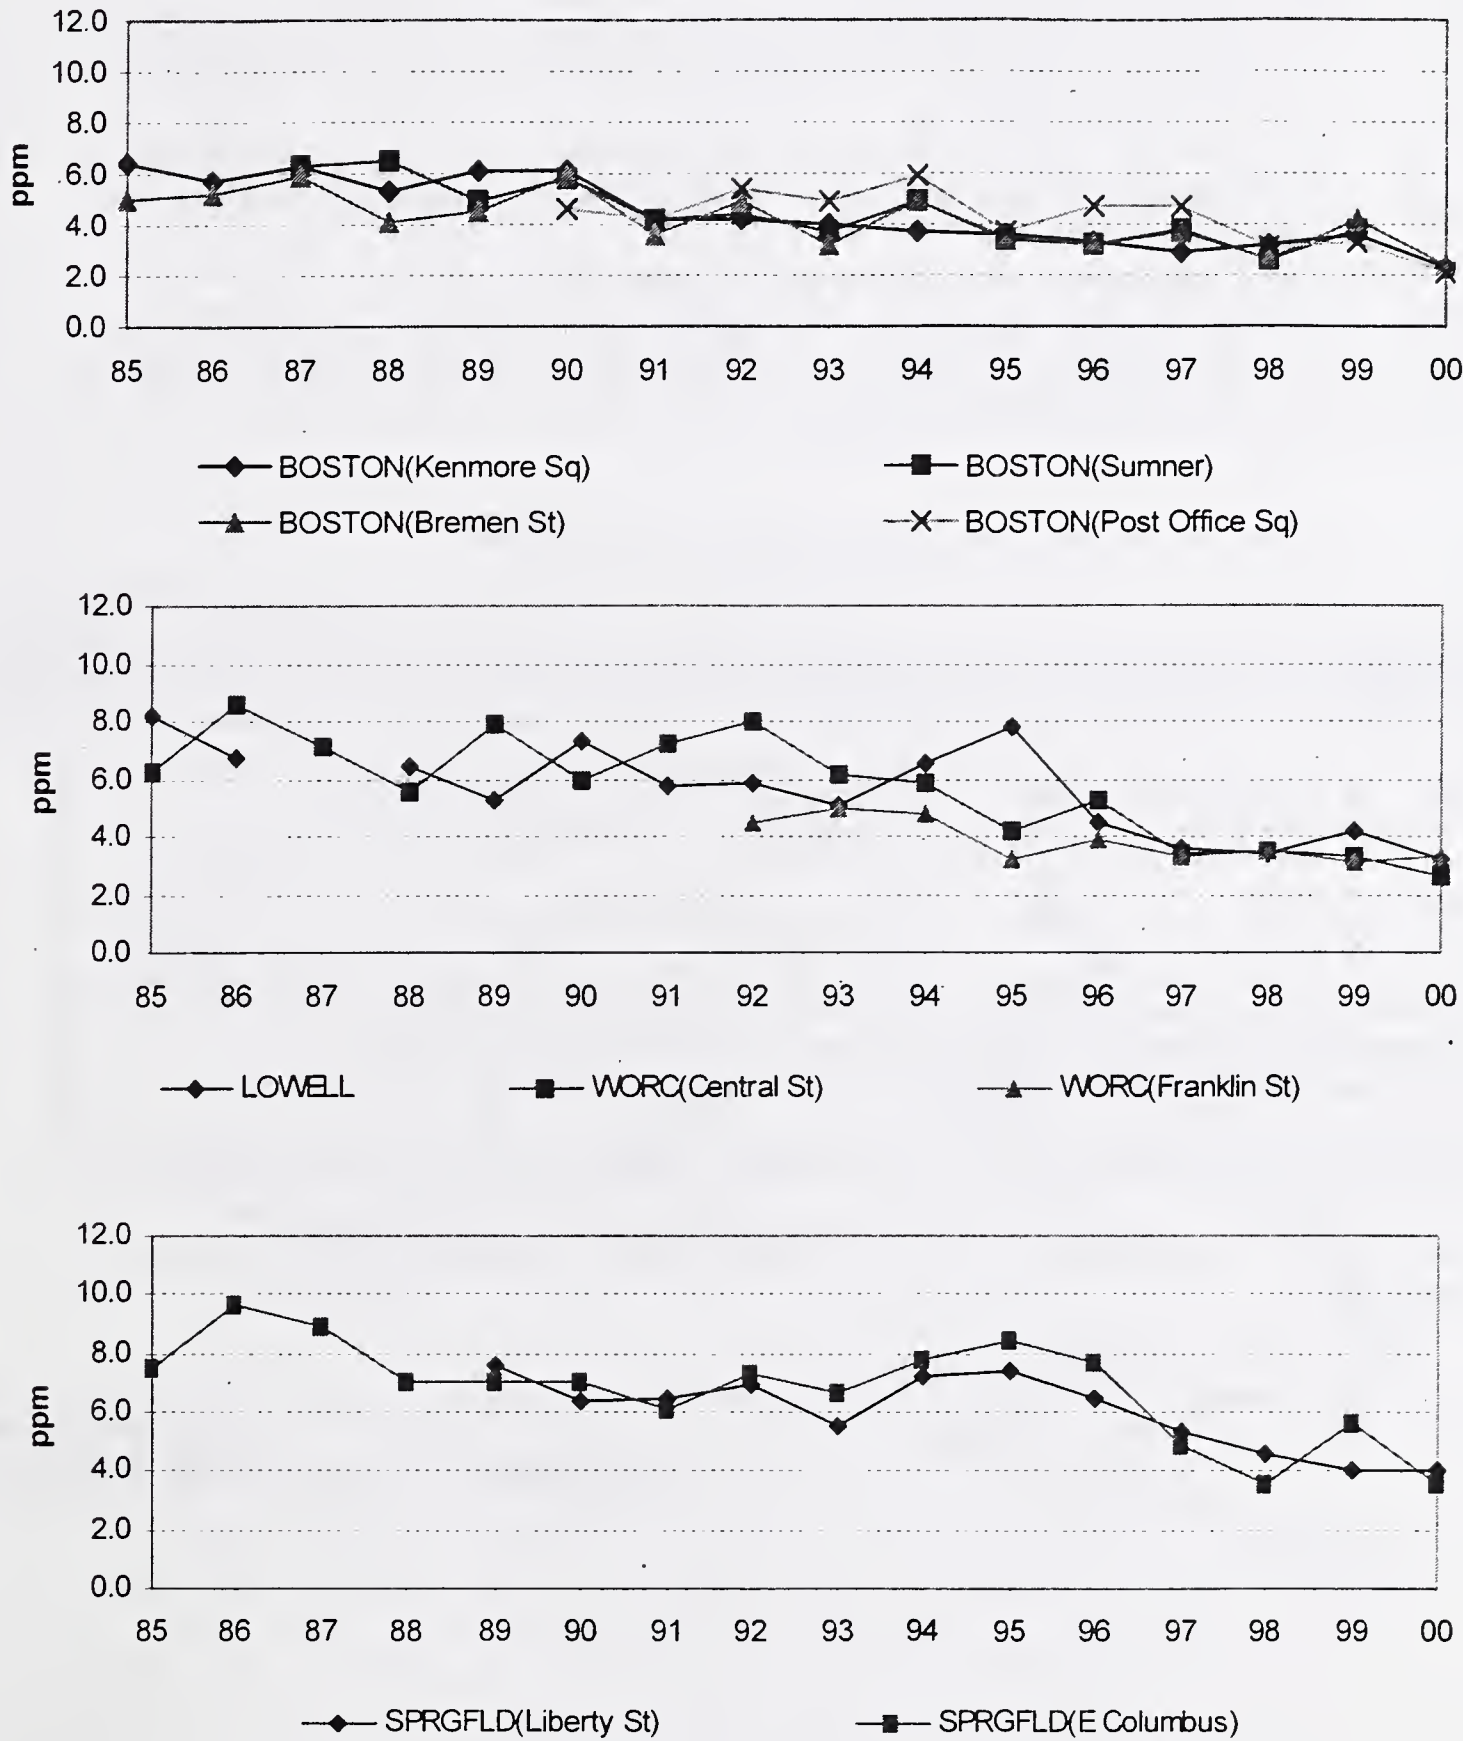 12.0
10.0
8.0
6.0
4.0
2.0
0.0
ppm
85 86 87 88 89 90 91 92 93 94 95 96 97 98 99 00
BOSTON(Kenmore Sq) BOSTON(Sumner)
BOSTON(Bremen St) BOSTON(Post Office Sq)
12.0
10.0
8.0
6.0
4.0
2.0
0.0
ppm
85 86 87 88 89 90 91 92 93 94 95 96 97 98 99 00
LOWELL WORC(Central St) WORC(Franklin St)
12.0
10.0
8.0
6.0
4.0
2.0
0.0
ppm
85 86 87 88 89 90 91 92 93 94 95 96 97 98 99 00
SPRGFLD(Liberty St) SPRGFLD(E Columbus)